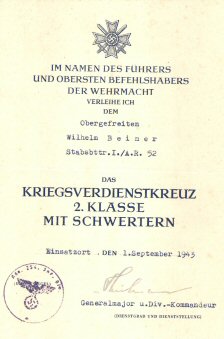 IM NAMEN DES FÜHRERS
UND OBERSTEN BEFEHLSHABERS
DER WEHRMACHT
VERLEIHE ICH
DEM
Obergefreiten
Wilhelm Beiner
Stabsbttr.I./A.R. 52
DAS
KRIEGSVERDIENSTKREUZ
2. KLASSE
MIT SCHWERTERN
Einsatzort , DEN 1.September 1943
Generalmajor u.Div.-Kommandeur
(DIENSTGRAD UND DIENSTSTELLUNG)